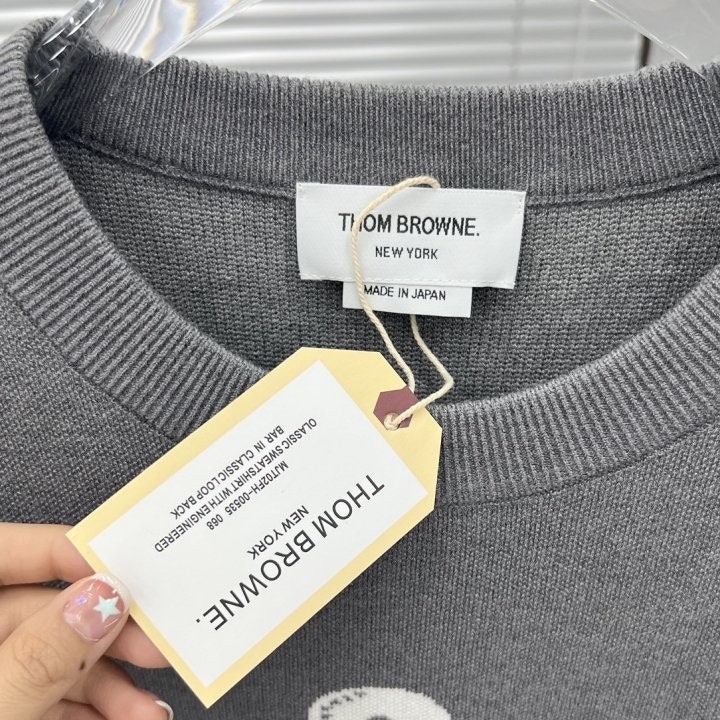 THOM BROWNE.
NEW YORK
MADE IN JAPAN
THOM BROWNE.
NEW YORK
MJT02FH-00535 068
CLASSIC SWEATSHIRT WITH ENGINEERED
BAR IN CLASSIC LOOP BACK